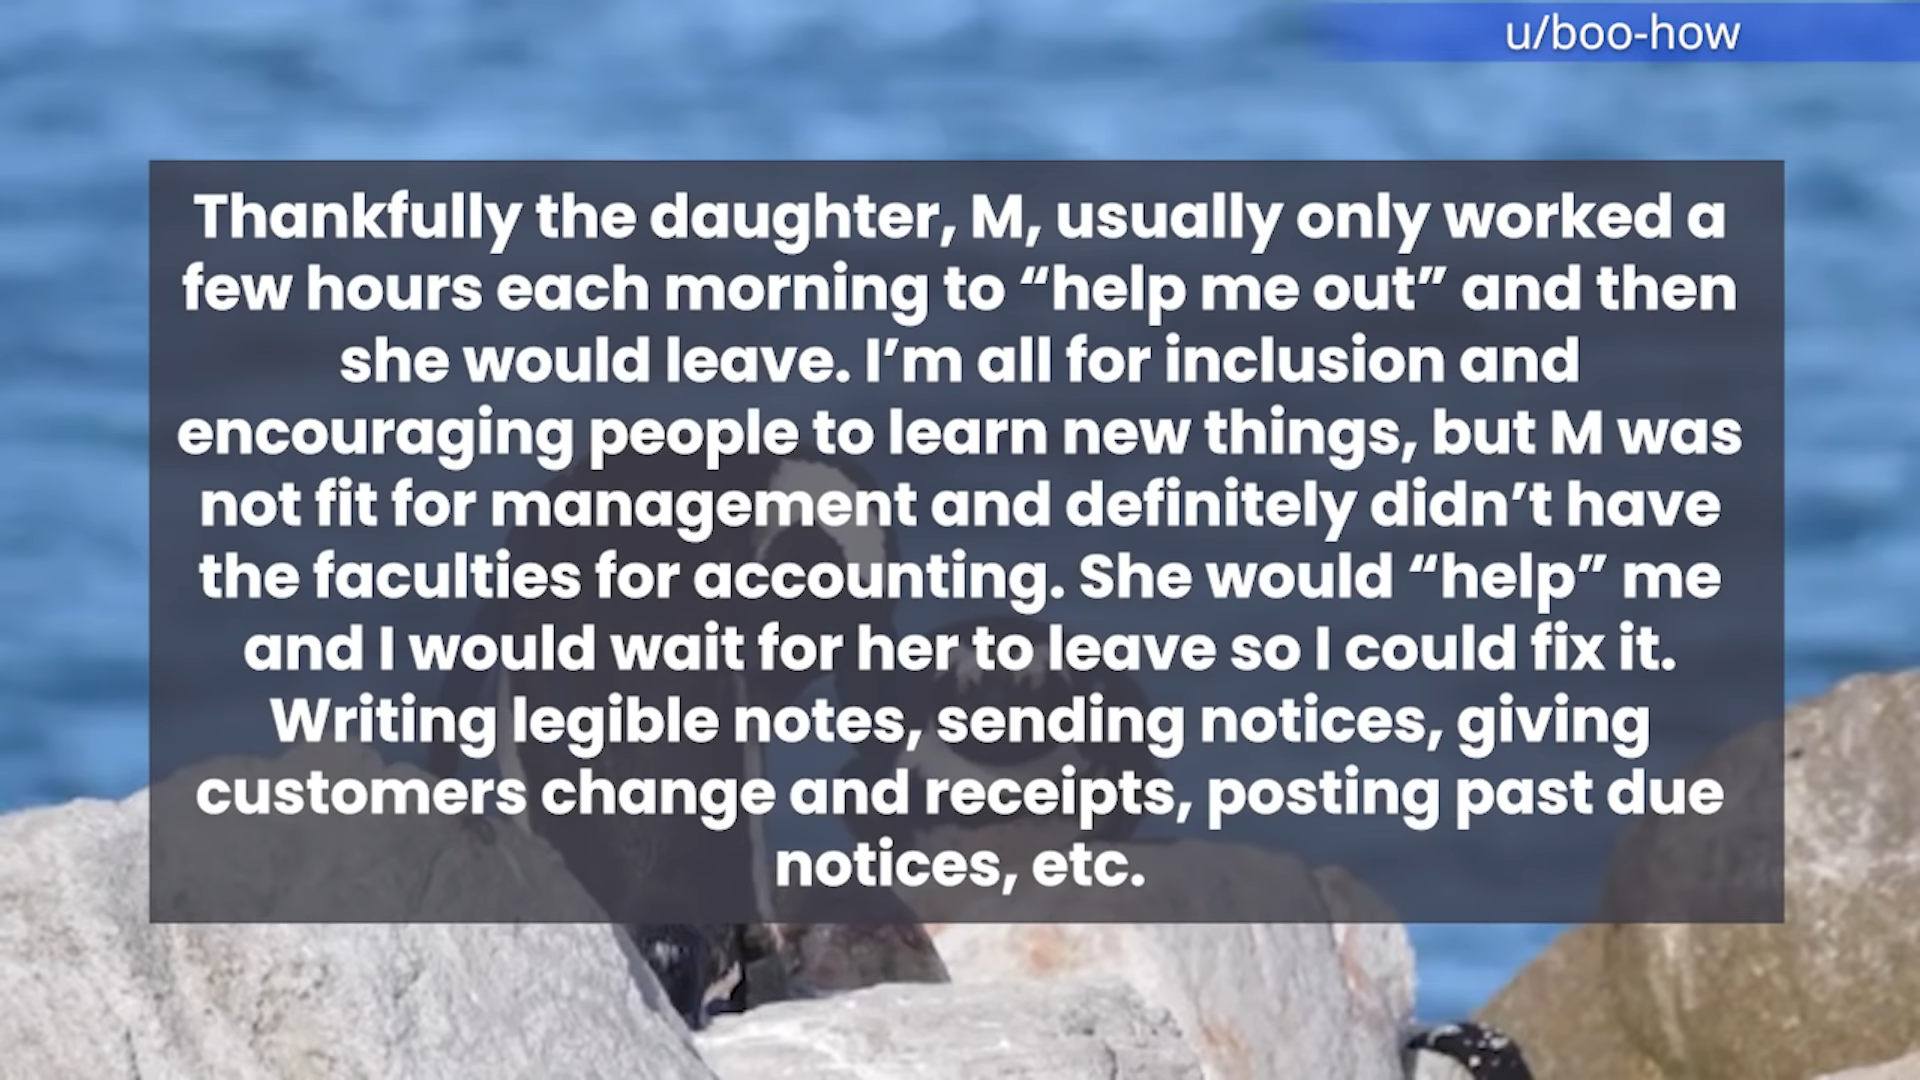 u/boo-how
Thankfully the daughter, M, usually only worked a
few hours each morning to “help me out” and then
she would leave. I’m all for inclusion and
encouraging people to learn new things, but M was
not fit for management and definitely didn’t have
the faculties for accounting. She would “help” me
and I would wait for her to leave so I could fix it.
Writing legible notes, sending notices, giving
customers change and receipts, posting past due
notices, etc.